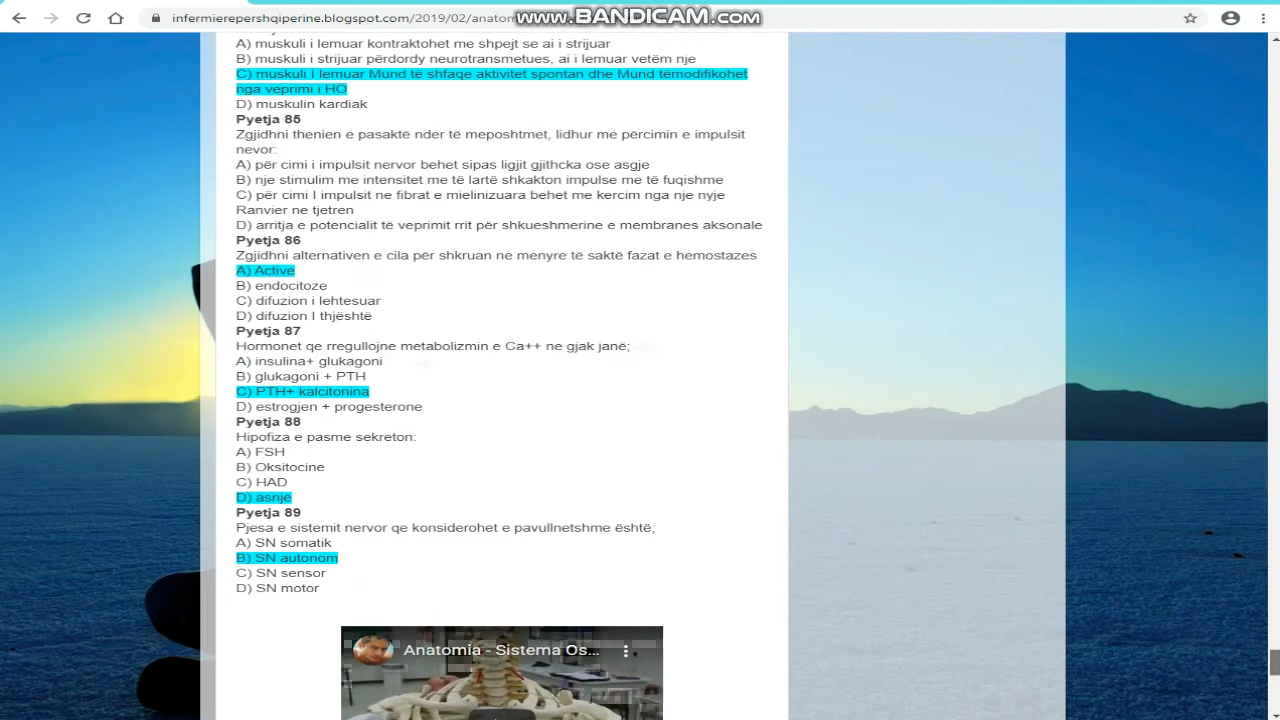 infermierepershqiperine.blogspot.com/2019/02/anatom
www.BANDICAM.com
A) muskuli i lemuar kontraktohet me shpejt se ai i strijuar
B) muskuli i strijuar përdordy neurotransmetues, ai i lemuar vetëm nje
C) muskuli I lemuar Mund të shfaqe aktivitet spontan dhe Mund tëmodifikohet
nga veprimi i HO
D) muskulin kardiak
Pyetja 85
Zgjidhni thenien e pasaktë nder të meposhtmet, lidhur me përcimin e impulsit
nevor:
A) për cimi i impulsit nervor behet sipas ligjit gjithcka ose asgje
B) nje stimulim me intensitet me të lartë shkakton impulse me të fuqishme
C) për cimi I impulsit ne fibrat e mielinizuara behet me kercim nga nje nyje
Ranvier ne tjetren
D) arritja e potencialit të veprimit rrit për shkueshmerine e membranes aksonale
Pyetja 86
Zgjidhni alternativen e cila për shkruan ne menyre të saktë fazat e hemostazes
A) Active
B) endocitoze
C) difuzion i lehtesuar
D) difuzion I thjështë
Pyetja 87
Hormonet qe rregullojne metabolizmin e Ca++ ne gjak janë;
A) insulina+ glukagoni
B) glukagoni + PTH
C) PTH+ kalcitonina
D) estrogjen + progesterone
Pyetja 88
Hipofiza e pasme sekreton:
A) FSH
B) Oksitocine
C) HAD
D) asnjë
Pyetja 89
Pjesa e sistemit nervor qe konsiderohet e pavullnetshme është;
A) SN somatik
B) SN autonom
C) SN sensor
D) SN motor
Anatomia - Sistema Os...